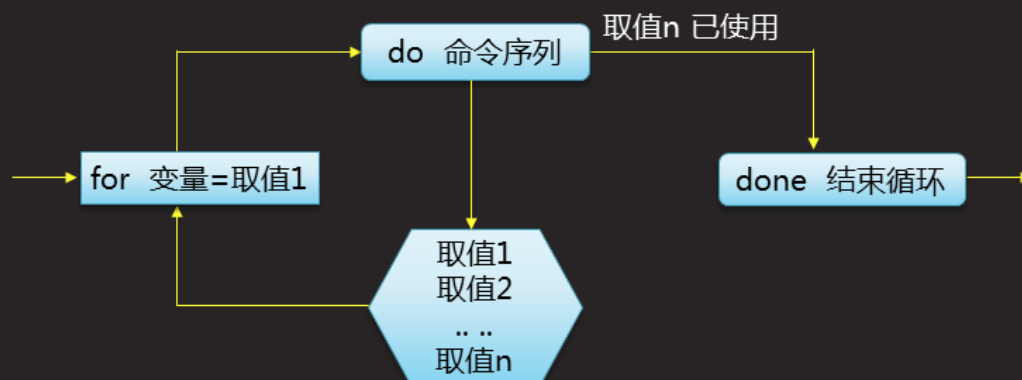 取值n 已使用
do 命令序列
for 变量=取值1
done 结束循环
取值1
取值2
.. ..
取值n